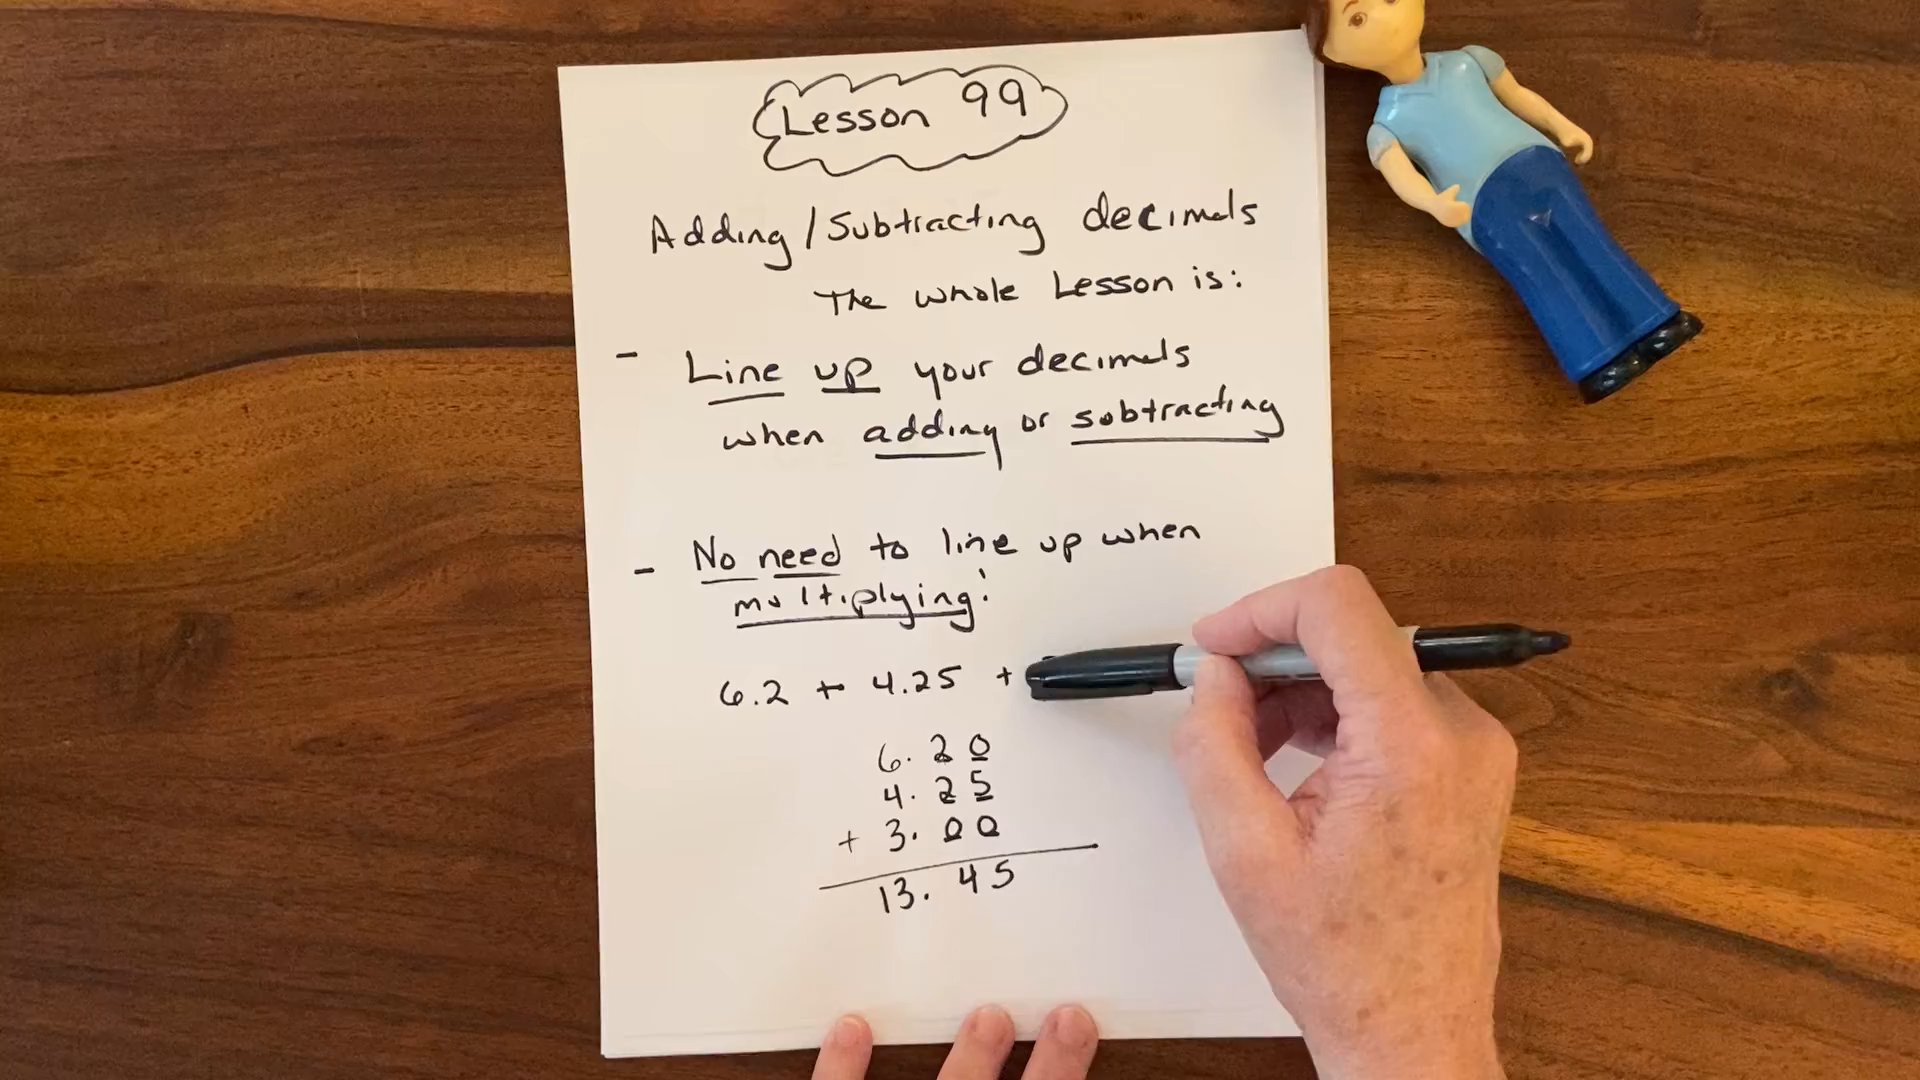 Lesson 99
Adding/Subtracting decimals
The whole Lesson is:
- Line up your decimals
when adding or subtracting
- No need to line up when
multiplying!
6.2 + 4.25 +
6.20
4.25
+ 3.00
13.45